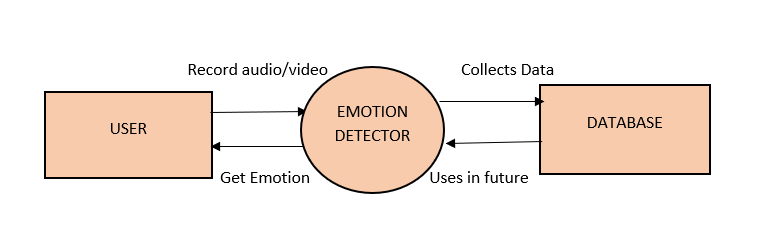 Record audio/video
Collects Data
USER
EMOTION
DETECTOR
DATABASE
Get Emotion
Uses in future